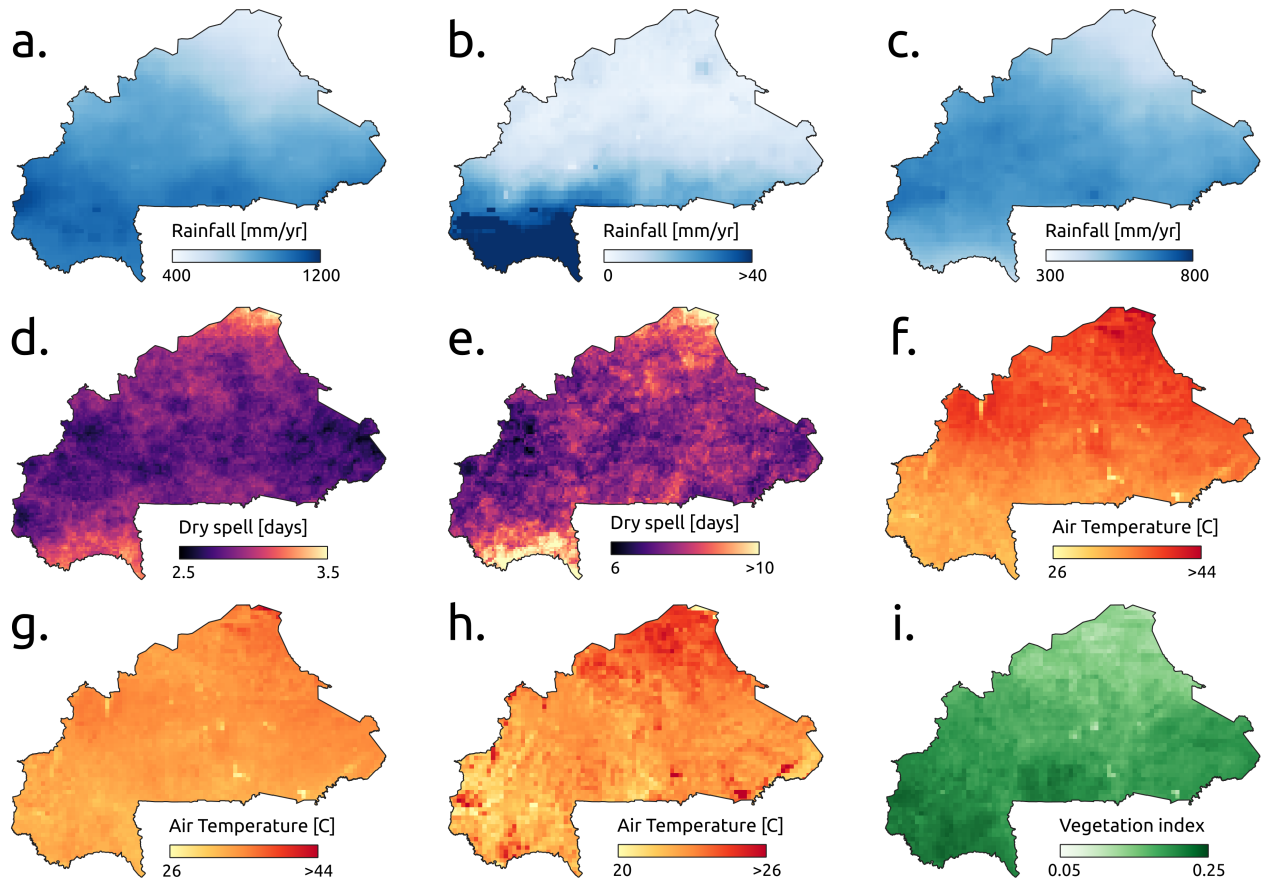 a.
b.
c.
Rainfall [mm/yr]
400 1200
Rainfall [mm/yr]
0 >40
Rainfall [mm/yr]
300 800
d.
e.
f.
Dry spell [days]
2.5 3.5
Dry spell [days]
6 >10
Air Temperature [C]
26 >44
g.
h.
i.
Air Temperature [C]
26 >44
Air Temperature [C]
20 >26
Vegetation index
0.05 0.25